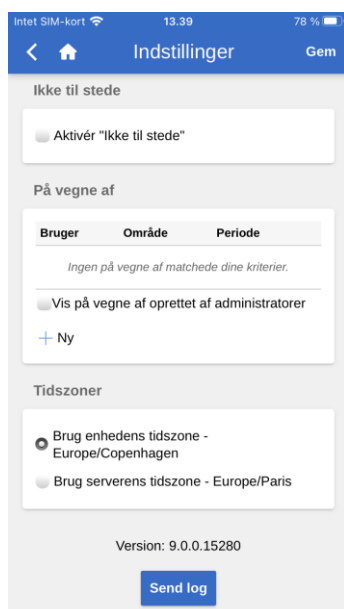 Intet SIM-kort 13.39 78 %
Indstillinger Gem
Ikke til stede
Aktivér "Ikke til stede"
På vegne af
Bruger Område Periode
Ingen på vegne af matchede dine kriterier.
Vis på vegne af oprettet af administratorer
Ny
Tidszoner
Brug enhedens tidszone -
Europe/Copenhagen
Brug serverens tidszone - Europe/Paris
Version: 9.0.0.15280
Send log